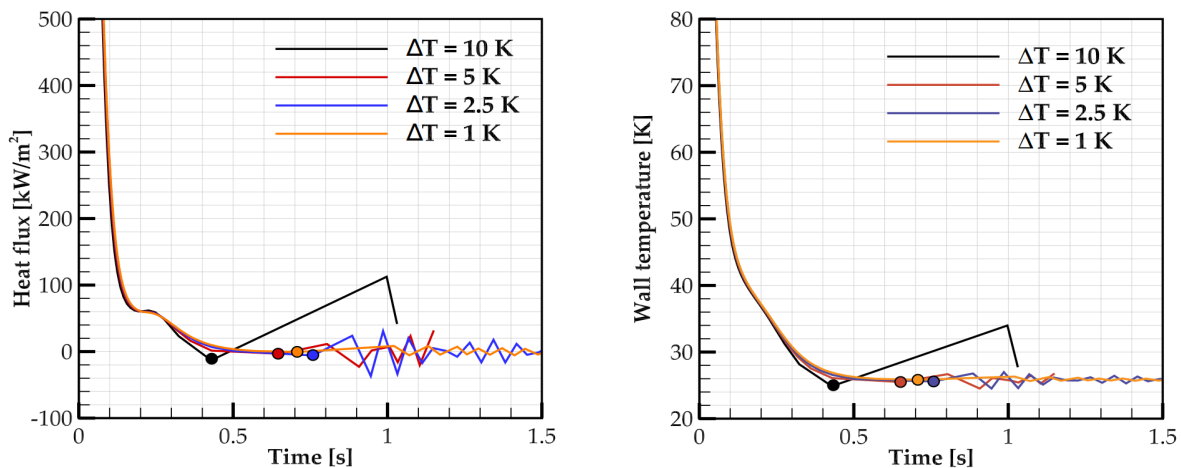 500
400
300
200
100
0
-100
Heat flux [kW/m²]
ΔT = 10 K
ΔT = 5 K
ΔT = 2.5 K
ΔT = 1 K
0
0.5
1
1.5
Time [s]
80
70
60
50
40
30
20
Wall temperature [K]
ΔT = 10 K
ΔT = 5 K
ΔT = 2.5 K
ΔT = 1 K
0
0.5
1
1.5
Time [s]